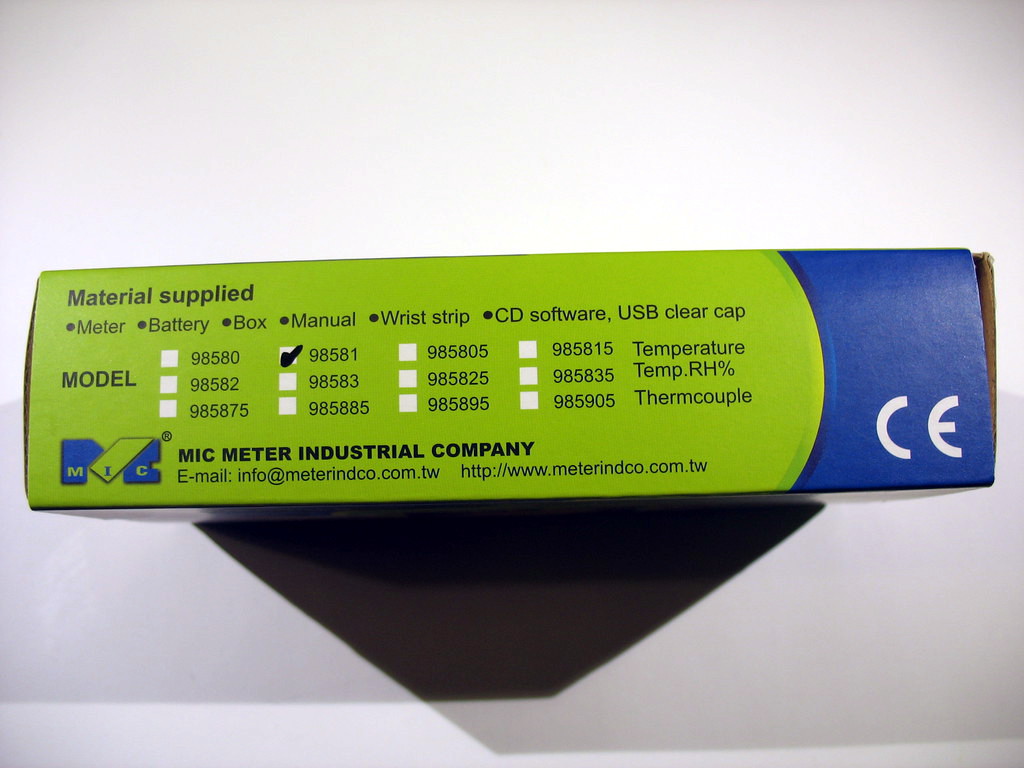 Material supplied
•Meter •Battery •Box •Manual •Wrist strip •CD software, USB clear cap
98580 98581 985805 985815 Temperature
MODEL 98582 98583 985825 985835 Temp.RH%
985875 985885 985895 985905 Thermcouple
MIC® MIC METER INDUSTRIAL COMPANY
E-mail: info@meterindco.com.tw http://www.meterindco.com.tw
CE